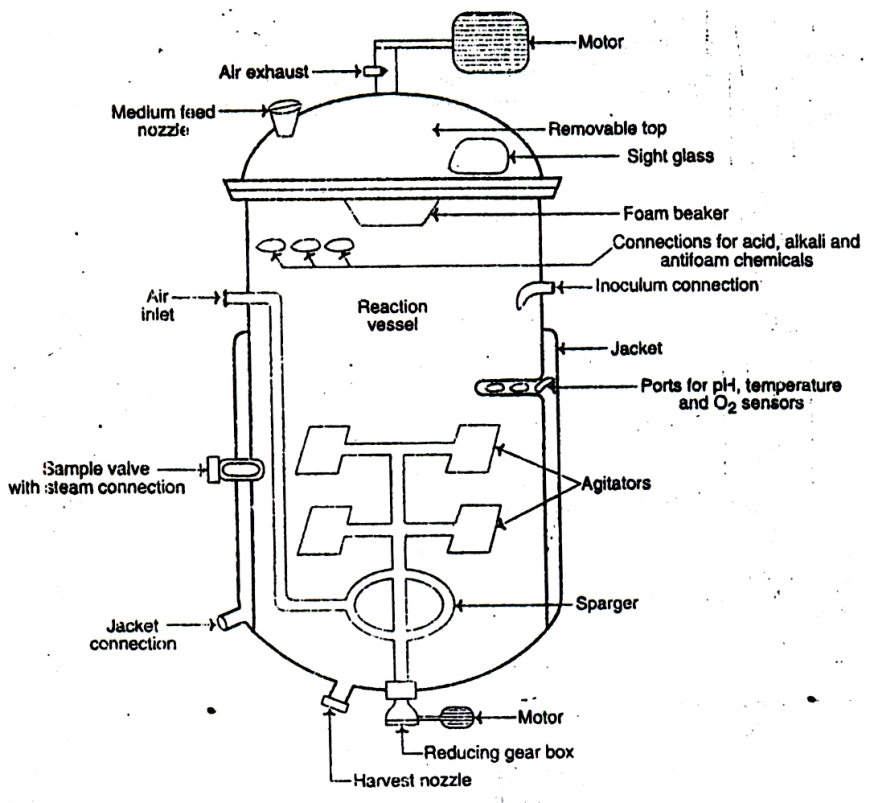 Motor
Air exhaust
Medium feed
nozzle
Removable top
Sight glass
Foam beaker
Connections for acid, alkali and
antifoam chemicals
Inoculum connection
Air
inlet
Reaction
vessel
Jacket
Ports for pH, temperature
and O₂ sensors
Sample valve
with steam connection
Agitators
Sparger
Jacket
connection
Motor
Reducing gear box
Harvest nozzle